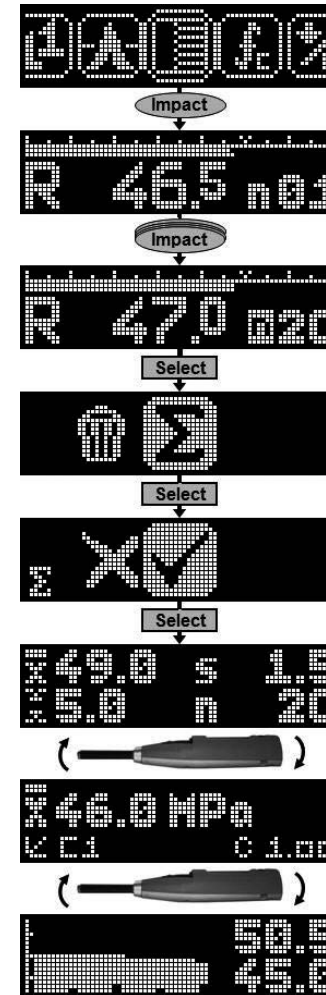 fc
Impact
R 46.5 n01
Impact
R 47.0 n20
Select
Σ
Select
Σ
Select
x̄ 49.0 s 1.5
5.0 n 20
x̄ 46.0 MPa
C1
50.5
45.0